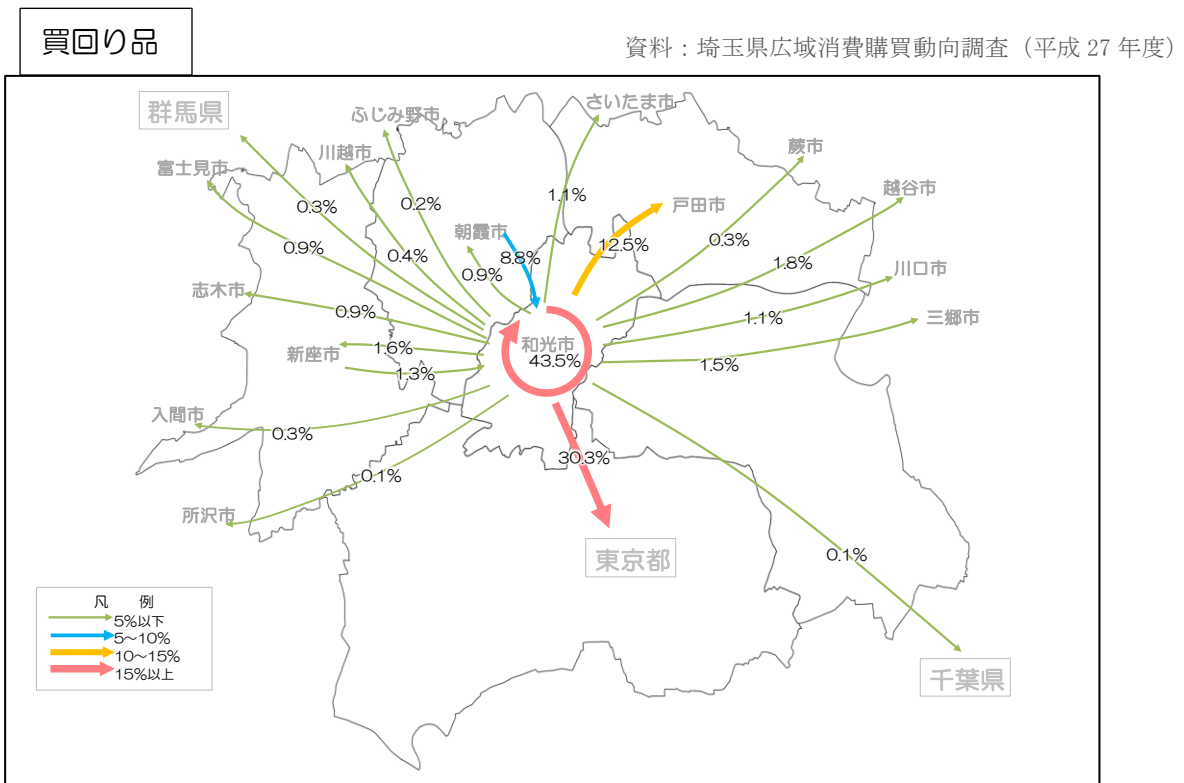 買回り品
資料：埼玉県広域消費購買動向調査（平成 27 年度）
群馬県
ふじみ野市
さいたま市
川越市
蕨市
富士見市
越谷市
戸田市
朝霞市
0.3%
0.2%
1.1%
12.5%
0.3%
0.9%
0.4%
8.8%
0.9%
1.8%
川口市
志木市
0.9%
1.1%
三郷市
新座市
1.6%
和光市
43.5%
1.5%
1.3%
入間市
0.3%
30.3%
0.1%
所沢市
東京都
0.1%
凡　例
5%以下
5～10%
10～15%
15%以上
千葉県